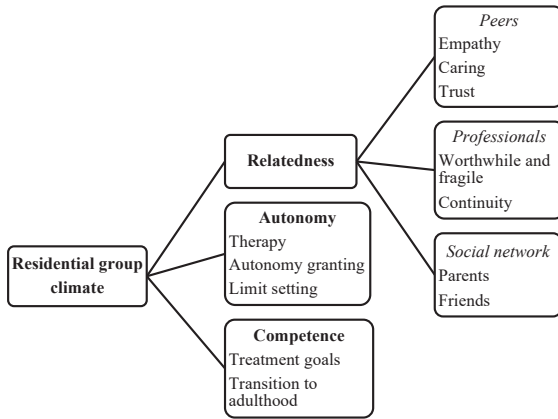 Residential group
climate
Relatedness
Autonomy
Therapy
Autonomy granting
Limit setting
Competence
Treatment goals
Transition to
adulthood
Peers
Empathy
Caring
Trust
Professionals
Worthwhile and
fragile
Continuity
Social network
Parents
Friends